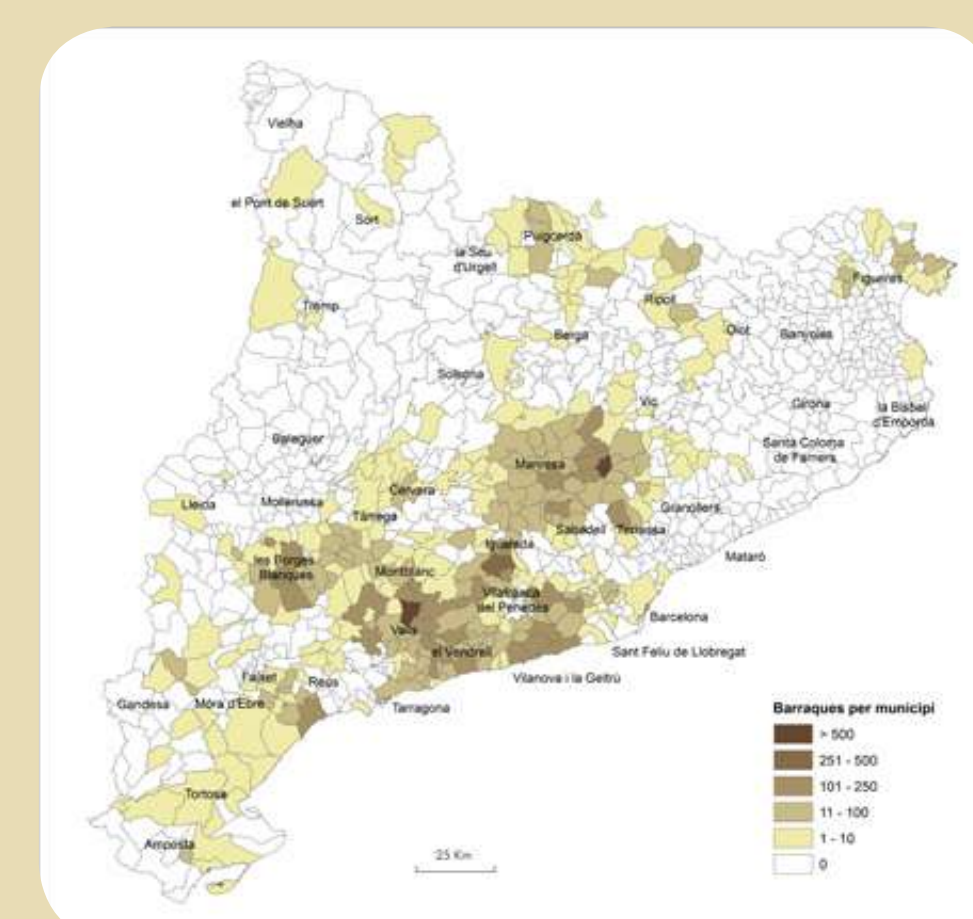 Vielha
el Pont de Suert
Sort
Puigcerdà
la Seu
d'Urgell
Figueres
Tremp
Ripoll
Olot
Banyoles
Berga
Solsona
Vic
Girona
la Bisbal
d'Empordà
Balaguer
Santa Coloma
de Farners
Manresa
Cervera
Lleida
Mollerussa
Granollers
Tàrrega
Sabadell
Terrassa
Igualada
Mataró
les Borges
Blanques
Montblanc
Vilafranca
del Penedès
Barcelona
Valls
el Vendrell
Sant Feliu de Llobregat
Falset
Reus
Vilanova i la Geltrú
Gandesa
Móra d'Ebre
Tarragona
Barraques per municipi
> 500
251 - 500
101 - 250
11 - 100
1 - 10
0
Tortosa
Amposta
25 Km